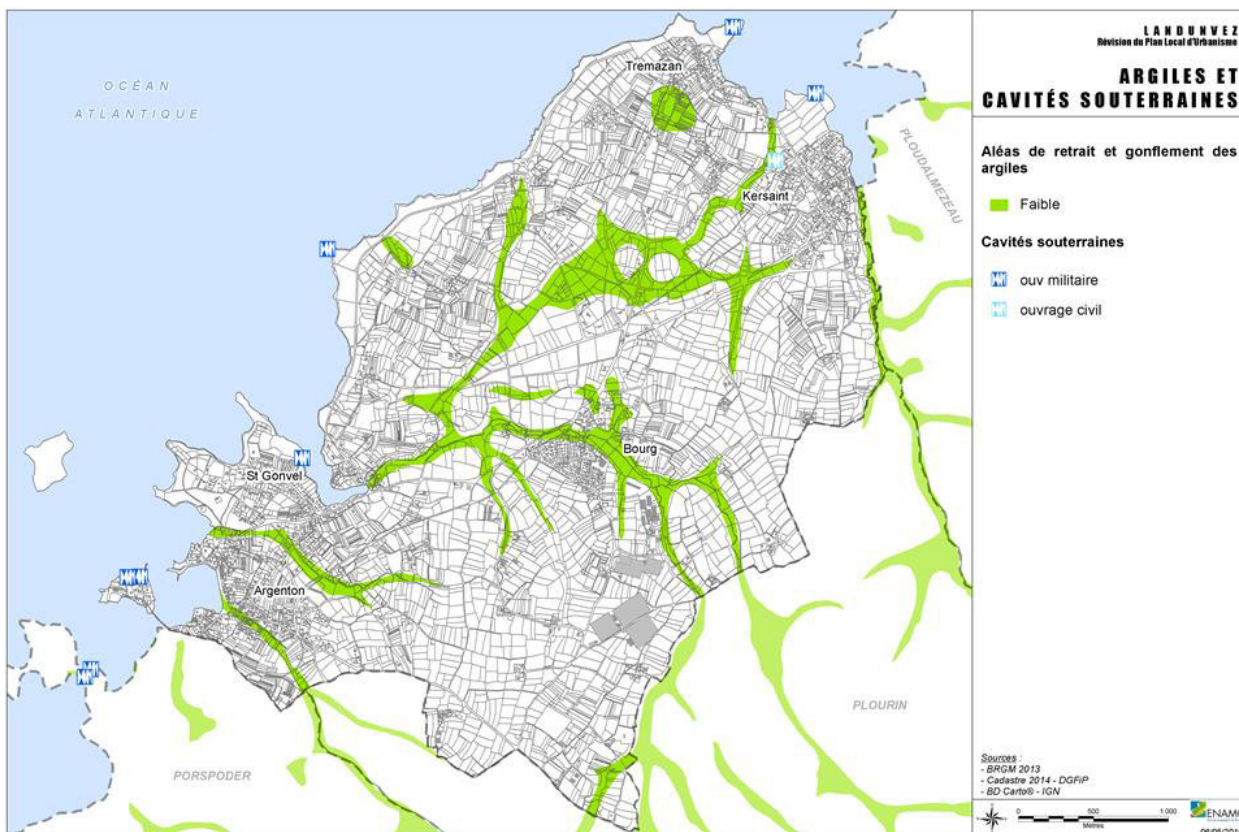 LANDUNVEZ
Révision du Plan Local d'Urbanisme
ARGILES ET
CAVITÉS SOUTERRAINES
Aléas de retrait et gonflement des
argiles
Faible
Cavités souterraines
ouv militaire
ouvrage civil
OCÉAN
ATLANTIQUE
Tremazan
PLOUDALMEZEAU
Kersaint
Bourg
St Gonvel
Argenton
PLOURIN
PORSPODER
Sources :
- BRGM 2013
- Cadastre 2014 - DGFiP
- BD Carto® - IGN
0 500 1 000
Mètres